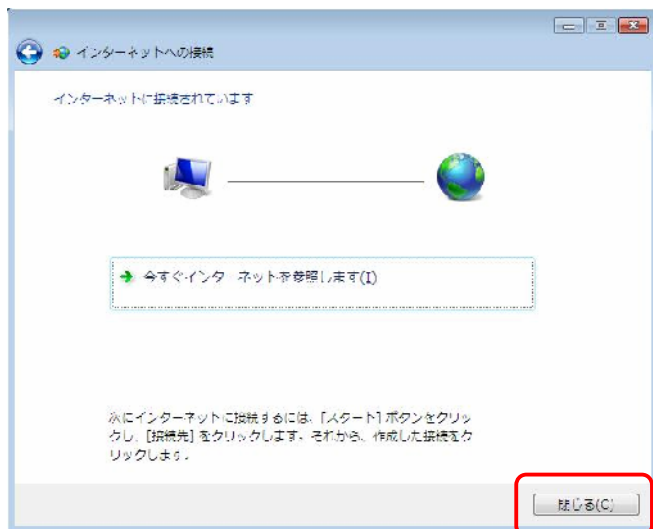 インターネットへの接続
インターネットに接続されています
今すぐインターネットを参照します(I)
次にインターネットに接続するには、[スタート] ボタンをクリッ
クし、[接続先] をクリックします。それから、作成した接続をク
リックします。
閉じる(C)